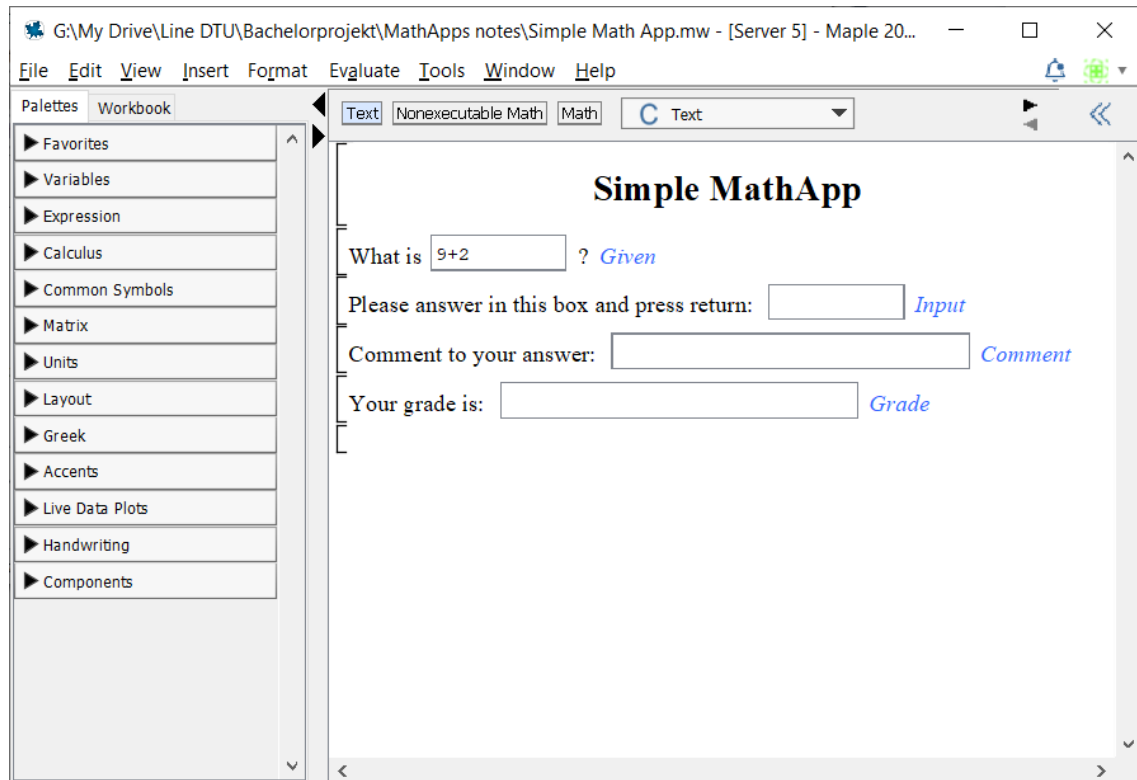 G:\My Drive\Line DTU\Bachelorprojekt\MathApps notes\Simple Math App.mw - [Server 5] - Maple 20...
File Edit View Insert Format Evaluate Tools Window Help
Palettes Workbook
Text Nonexecutable Math Math C Text
Favorites
Variables
Expression
Calculus
Common Symbols
Matrix
Units
Layout
Greek
Accents
Live Data Plots
Handwriting
Components
Simple MathApp
What is 9+2 ? Given
Please answer in this box and press return: Input
Comment to your answer: Comment
Your grade is: Grade